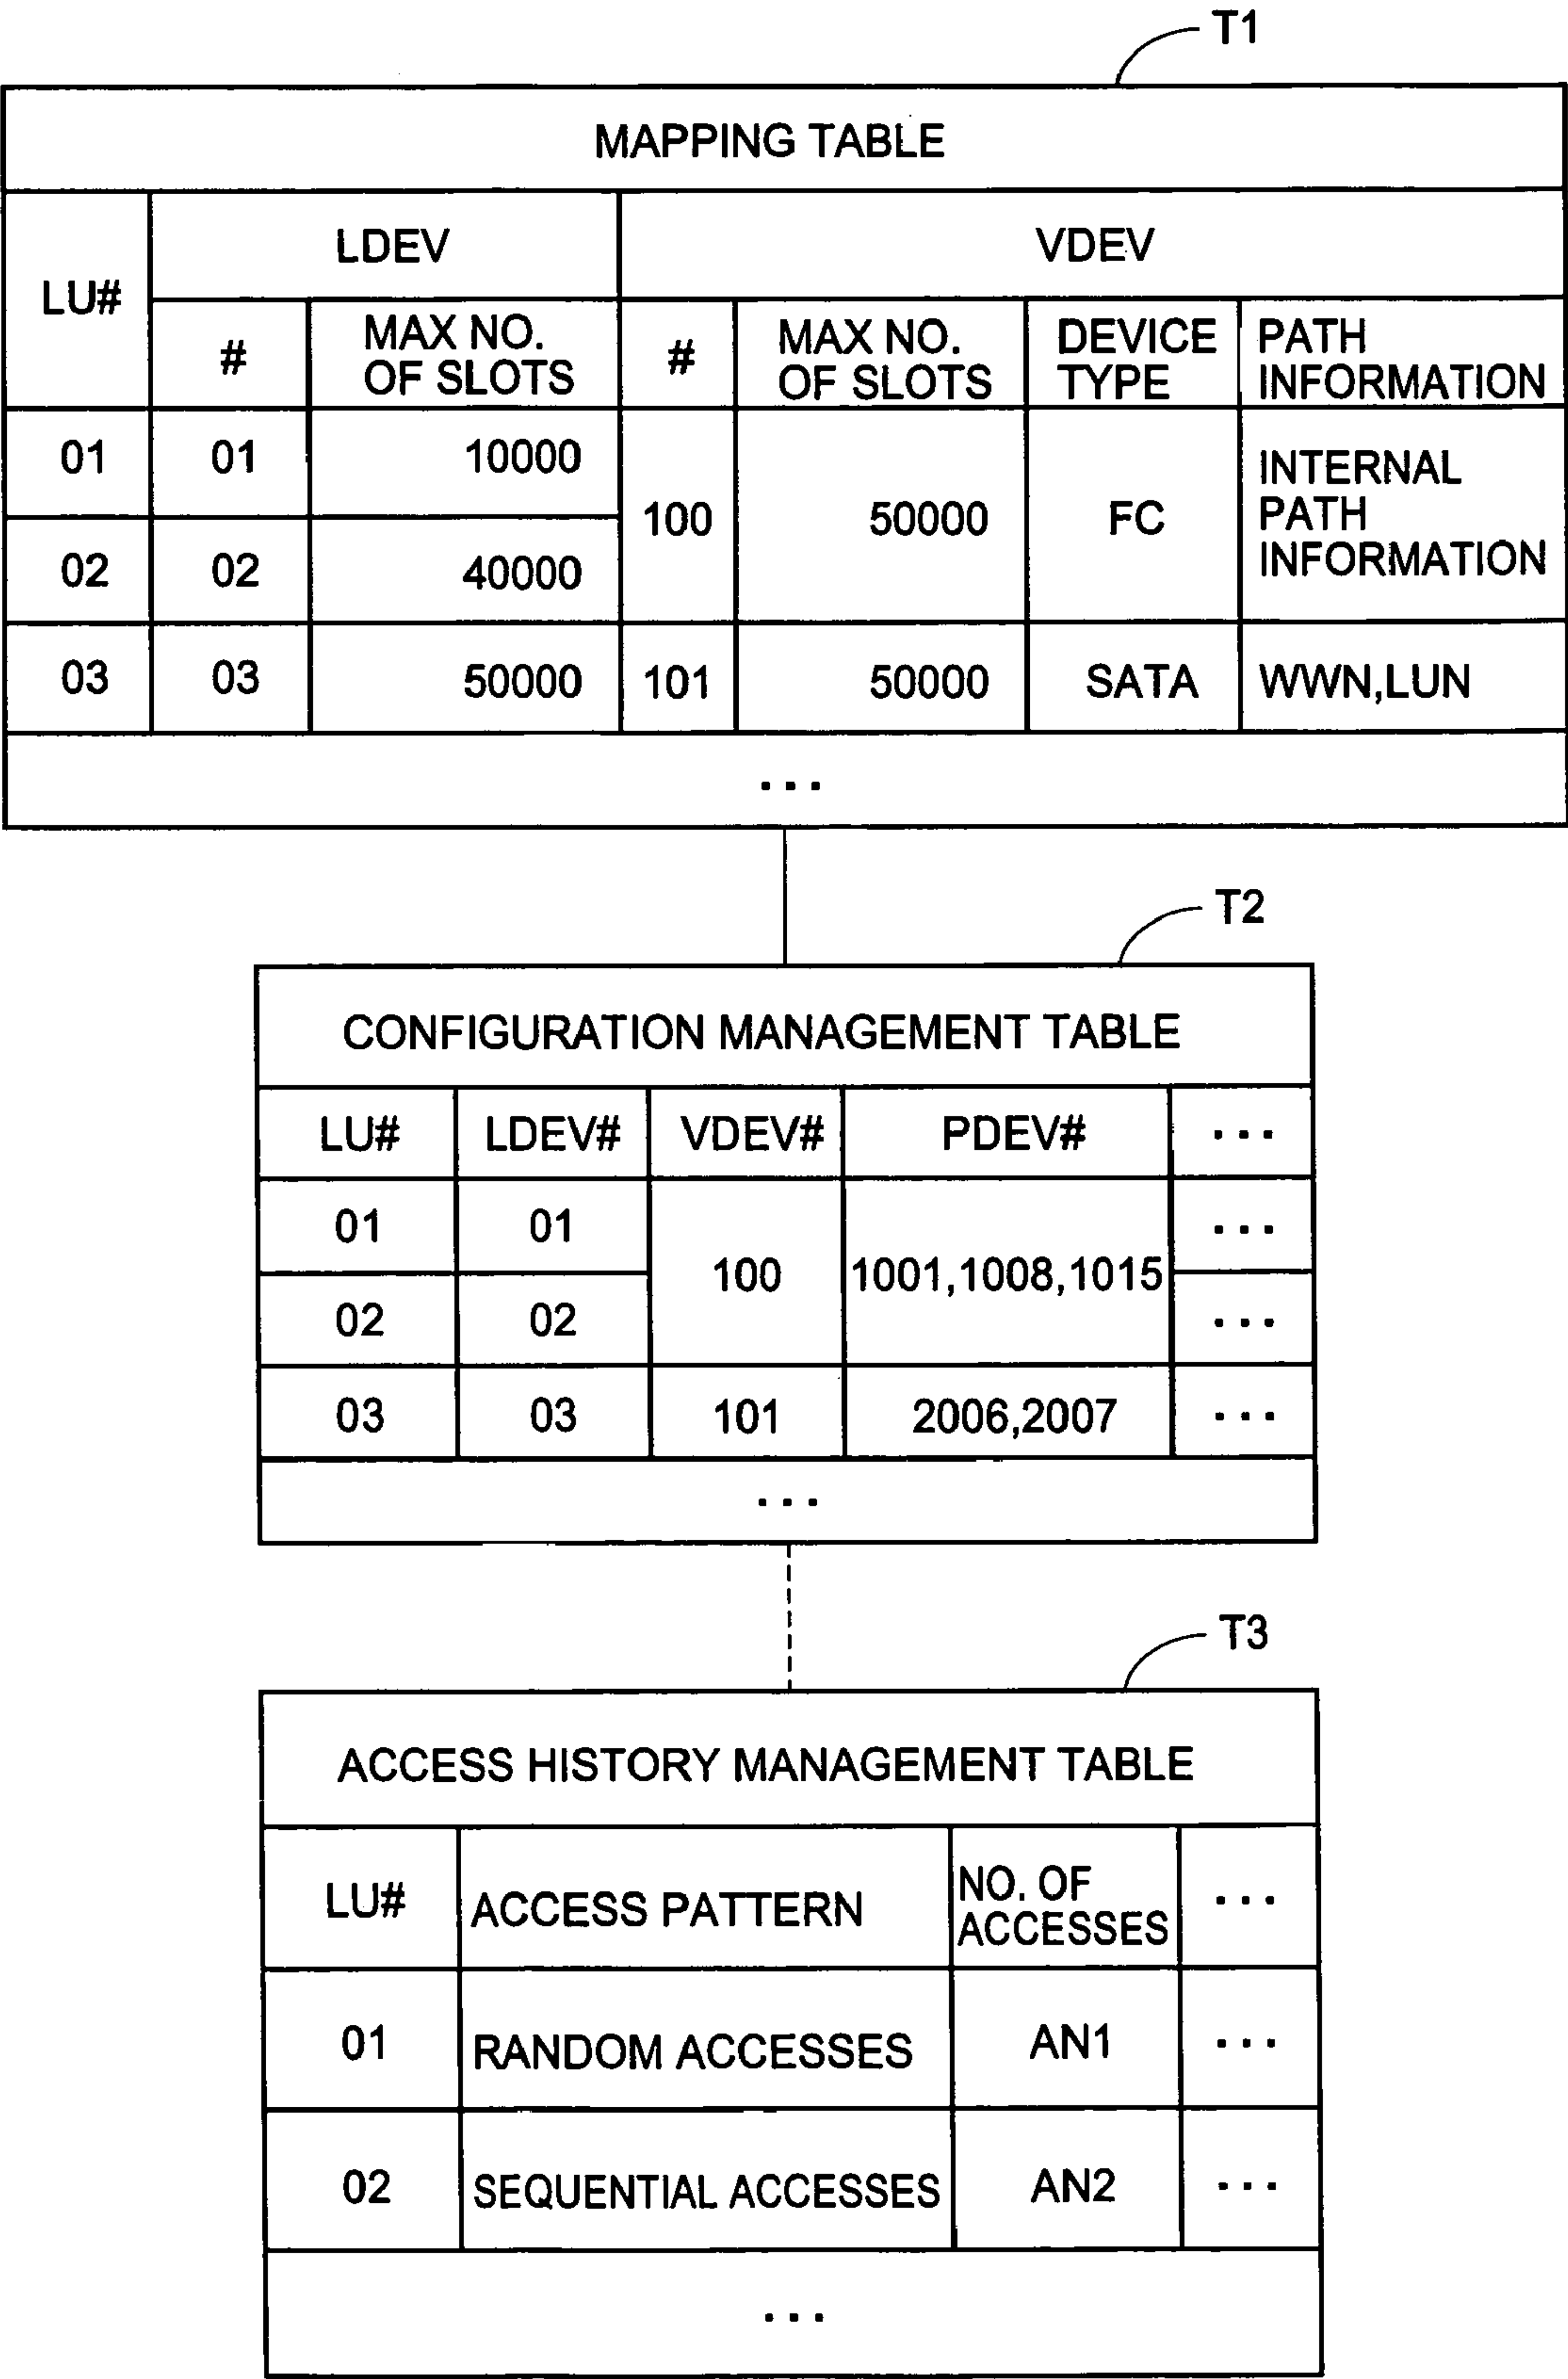 T1
MAPPING TABLE
LU#
LDEV
VDEV
#
MAX NO.
OF SLOTS
#
MAX NO.
OF SLOTS
DEVICE
TYPE
PATH
INFORMATION
01
01
10000
100
50000
FC
INTERNAL
PATH
INFORMATION
02
02
40000
03
03
50000
101
50000
SATA
WWN,LUN
...
T2
CONFIGURATION MANAGEMENT TABLE
LU#
LDEV#
VDEV#
PDEV#
...
01
01
100
1001,1008,1015
...
02
02
...
03
03
101
2006,2007
...
...
T3
ACCESS HISTORY MANAGEMENT TABLE
LU#
ACCESS PATTERN
NO. OF
ACCESSES
...
01
RANDOM ACCESSES
AN1
...
02
SEQUENTIAL ACCESSES
AN2
...
...